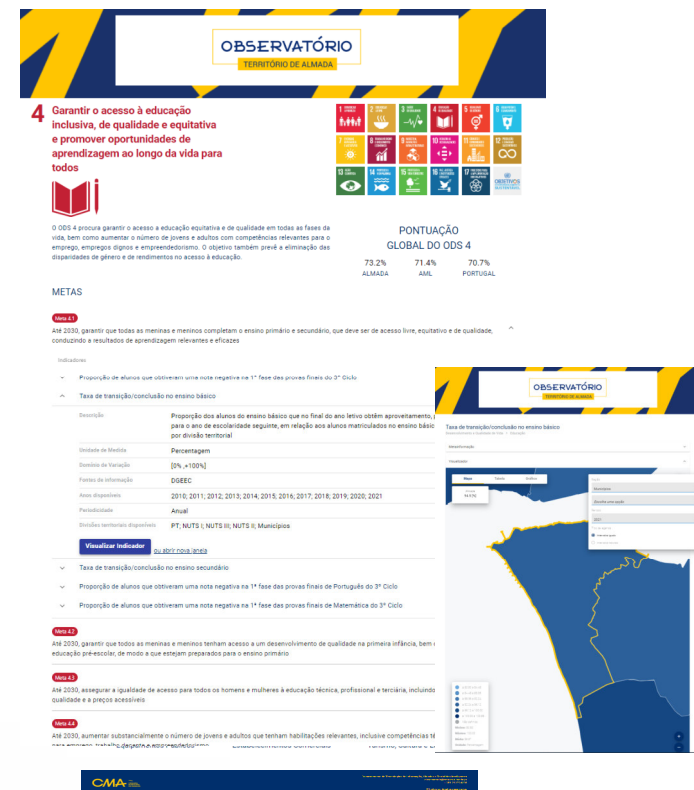 OBSERVATÓRIO
TERRITÓRIO DE ALMADA
4
Garantir o acesso à educação
inclusiva, de qualidade e equitativa
e promover oportunidades de
aprendizagem ao longo da vida para
todos
O ODS 4 procura garantir o acesso a educação equitativa e de qualidade em todas as fases da
vida, bem como aumentar o número de jovens e adultos com competências relevantes para o
emprego, empregos dignos e empreendedorismo. O objetivo também prevê a eliminação das
disparidades de género e de rendimentos no acesso à educação.
PONTUAÇÃO
GLOBAL DO ODS 4
73.2% 71.4% 70.7%
ALMADA AML PORTUGAL
METAS
Meta 4.1
Até 2030, garantir que todas as meninas e meninos completam o ensino primário e secundário, que deve ser de acesso livre, equitativo e de qualidade,
conduzindo a resultados de aprendizagem relevantes e eficazes
Indicadores
Proporção de alunos que obtiveram uma nota negativa na 1ª fase das provas finais do 3º Ciclo
Taxa de transição/conclusão no ensino básico
Descrição
Proporção dos alunos do ensino básico que no final do ano letivo obtêm aproveitamento,
para o ano de escolaridade seguinte, em relação aos alunos matriculados no ensino básic
por divisão territorial
Unidade de Medida Percentagem
Domínio de Variação [0% ,+100%]
Fontes de informação DGEEC
Anos disponíveis 2010; 2011; 2012; 2013; 2014; 2015; 2016; 2017; 2018; 2019; 2020; 2021
Periodicidade Anual
Divisões territoriais disponíveis PT; NUTS I; NUTS III; NUTS II; Municípios
Visualizar Indicador ou abrir nova janela
Taxa de transição/conclusão no ensino secundário
Proporção de alunos que obtiveram uma nota negativa na 1ª fase das provas finais de Português do 3º Ciclo
Proporção de alunos que obtiveram uma nota negativa na 1ª fase das provas finais de Matemática do 3º Ciclo
Meta 4.2
Até 2030, garantir que todos as meninas e meninos tenham acesso a um desenvolvimento de qualidade na primeira infância, bem
educação pré-escolar, de modo a que estejam preparados para o ensino primário
Meta 4.3
Até 2030, assegurar a igualdade de acesso para todos os homens e mulheres à educação técnica, profissional e terciária, incluindo
qualidade e a preços acessíveis
Meta 4.4
Até 2030, aumentar substancialmente o número de jovens e adultos que tenham habilitações relevantes, inclusive competências té
OBSERVATÓRIO
TERRITÓRIO DE ALMADA
Taxa de transição/conclusão no ensino básico
Mapa Tabela Gráfico
Municípios
2021
CMA